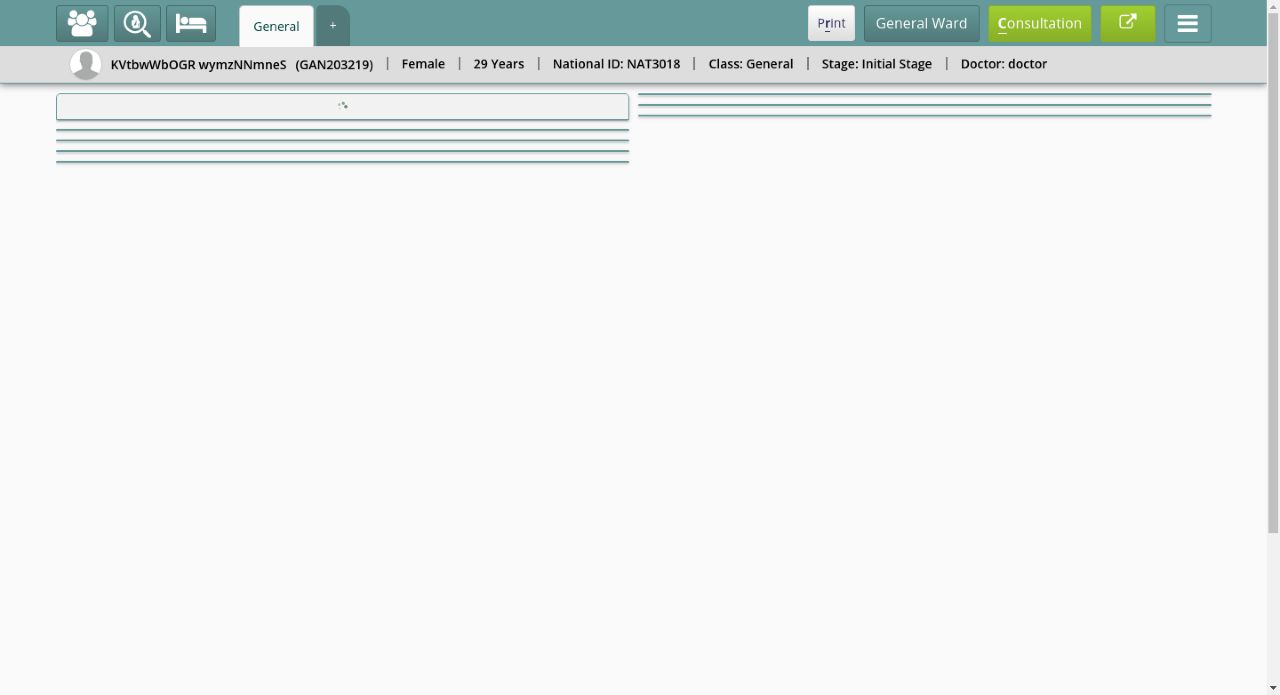 General
+
Print
General Ward
Consultation
KVtbwWbOGR wymzNNmneS (GAN203219) | Female | 29 Years | National ID: NAT3018 | Class: General | Stage: Initial Stage | Doctor: doctor